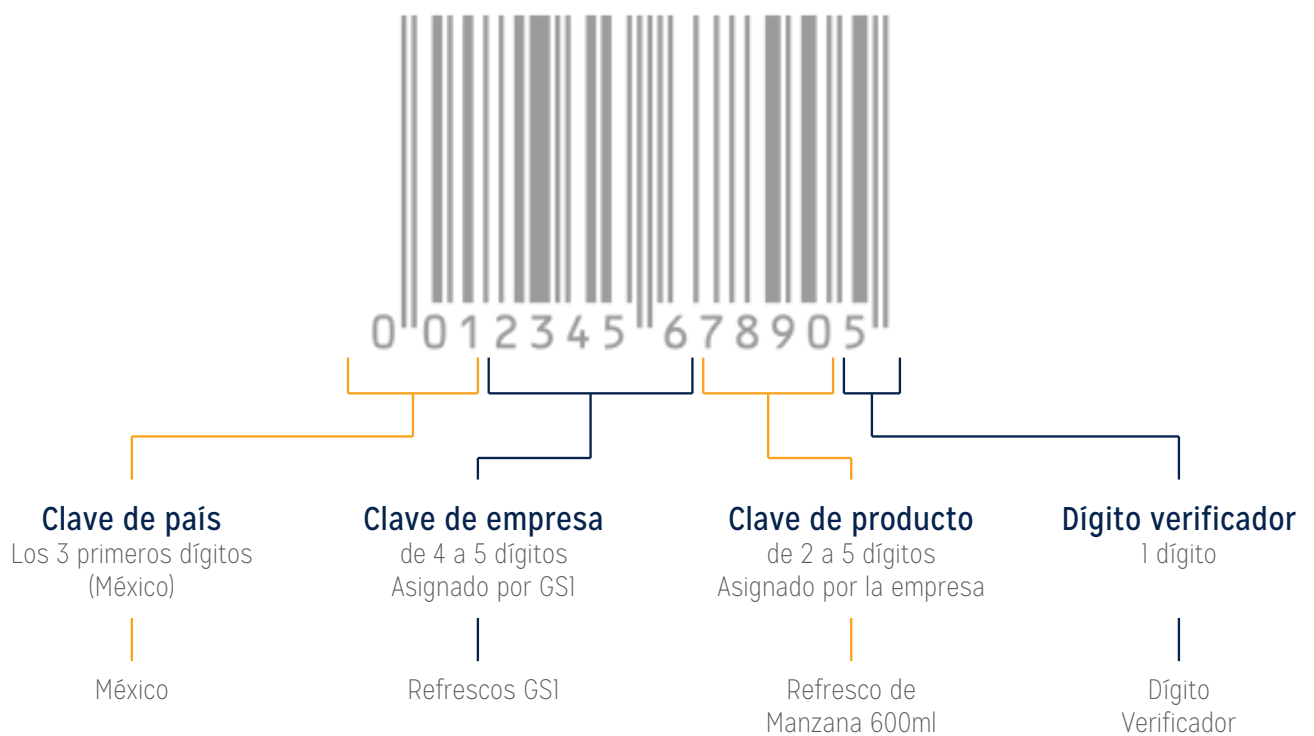 0 012345 678905
Clave de país
Los 3 primeros dígitos
(México)
México
Clave de empresa
de 4 a 5 dígitos
Asignado por GS1
Refrescos GS1
Clave de producto
de 2 a 5 dígitos
Asignado por la empresa
Refresco de
Manzana 600ml
Dígito verificador
1 dígito
Dígito
Verificador